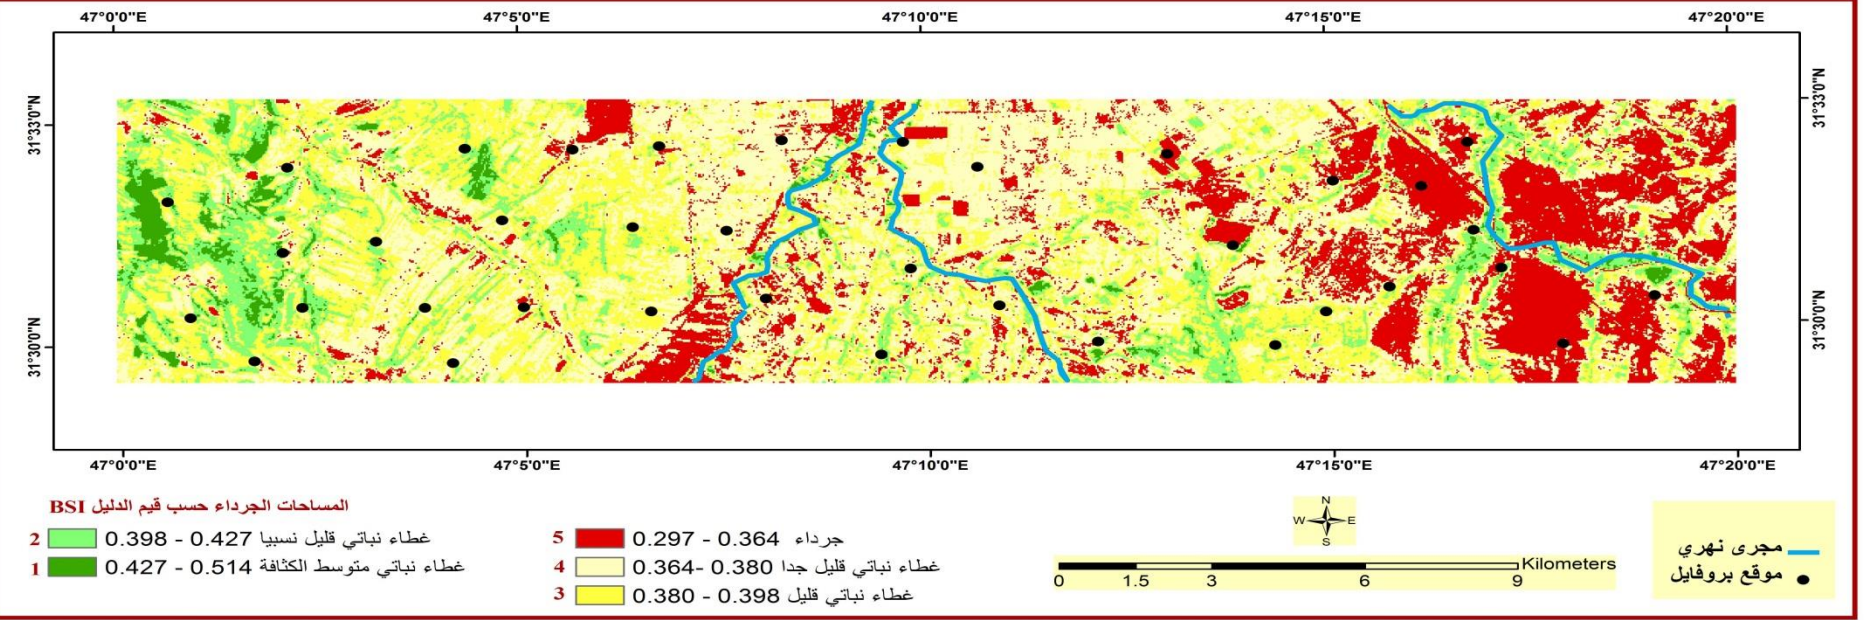 47°0'0"E 47°5'0"E 47°10'0"E 47°15'0"E 47°20'0"E
31°33'0"N
31°30'0"N
31°33'0"N
31°30'0"N
47°0'0"E 47°5'0"E 47°10'0"E 47°15'0"E 47°20'0"E
المساحات الجرداء حسب قيم الدليل BSI
2 0.398 - 0.427 غطاء نباتي قليل نسبيا
1 0.427 - 0.514 غطاء نباتي متوسط الكثافة
5 0.297 - 0.364 جرداء
4 0.364- 0.380 غطاء نباتي قليل جدا
3 0.380 - 0.398 غطاء نباتي قليل
N
W E
S
Kilometers
0 1.5 3 6 9
مجرى نهري
موقع بروفايل